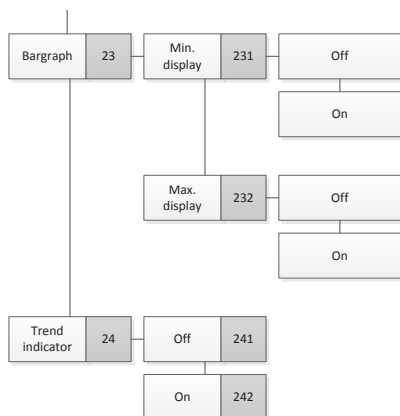 Bargraph 23 Min. display 231 Off
On
Max. display 232 Off
On
Trend indicator 24 Off 241
On 242